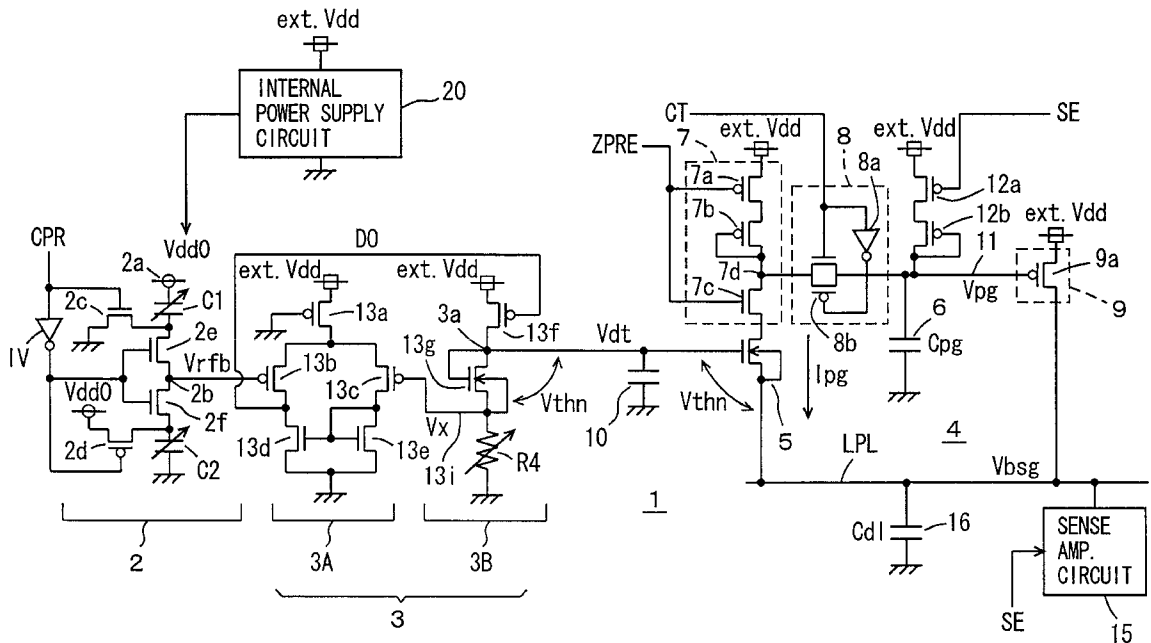 ext. Vdd
INTERNAL
POWER SUPPLY
CIRCUIT
20
CT
ext. Vdd
ext. Vdd
SE
ZPRE
7
8
8a
7a
7b
12a
12b
ext. Vdd
CPR
Vdd0
D0
2a
ext. Vdd
ext. Vdd
2c
C1
7d
11
9a
IV
2e
13a
3a
13f
7c
Vpg
9
Vrfb
13b
13g
Vdt
8b
6
Cpg
Vdd0
2b
13c
Vthn
Ipg
2f
Vthn
2d
C2
13d
13e
Vx
13i
R4
10
5
4
LPL
Vbsg
1
2
3A
3B
3
Cdl
16
SENSE
AMP.
CIRCUIT
SE
15